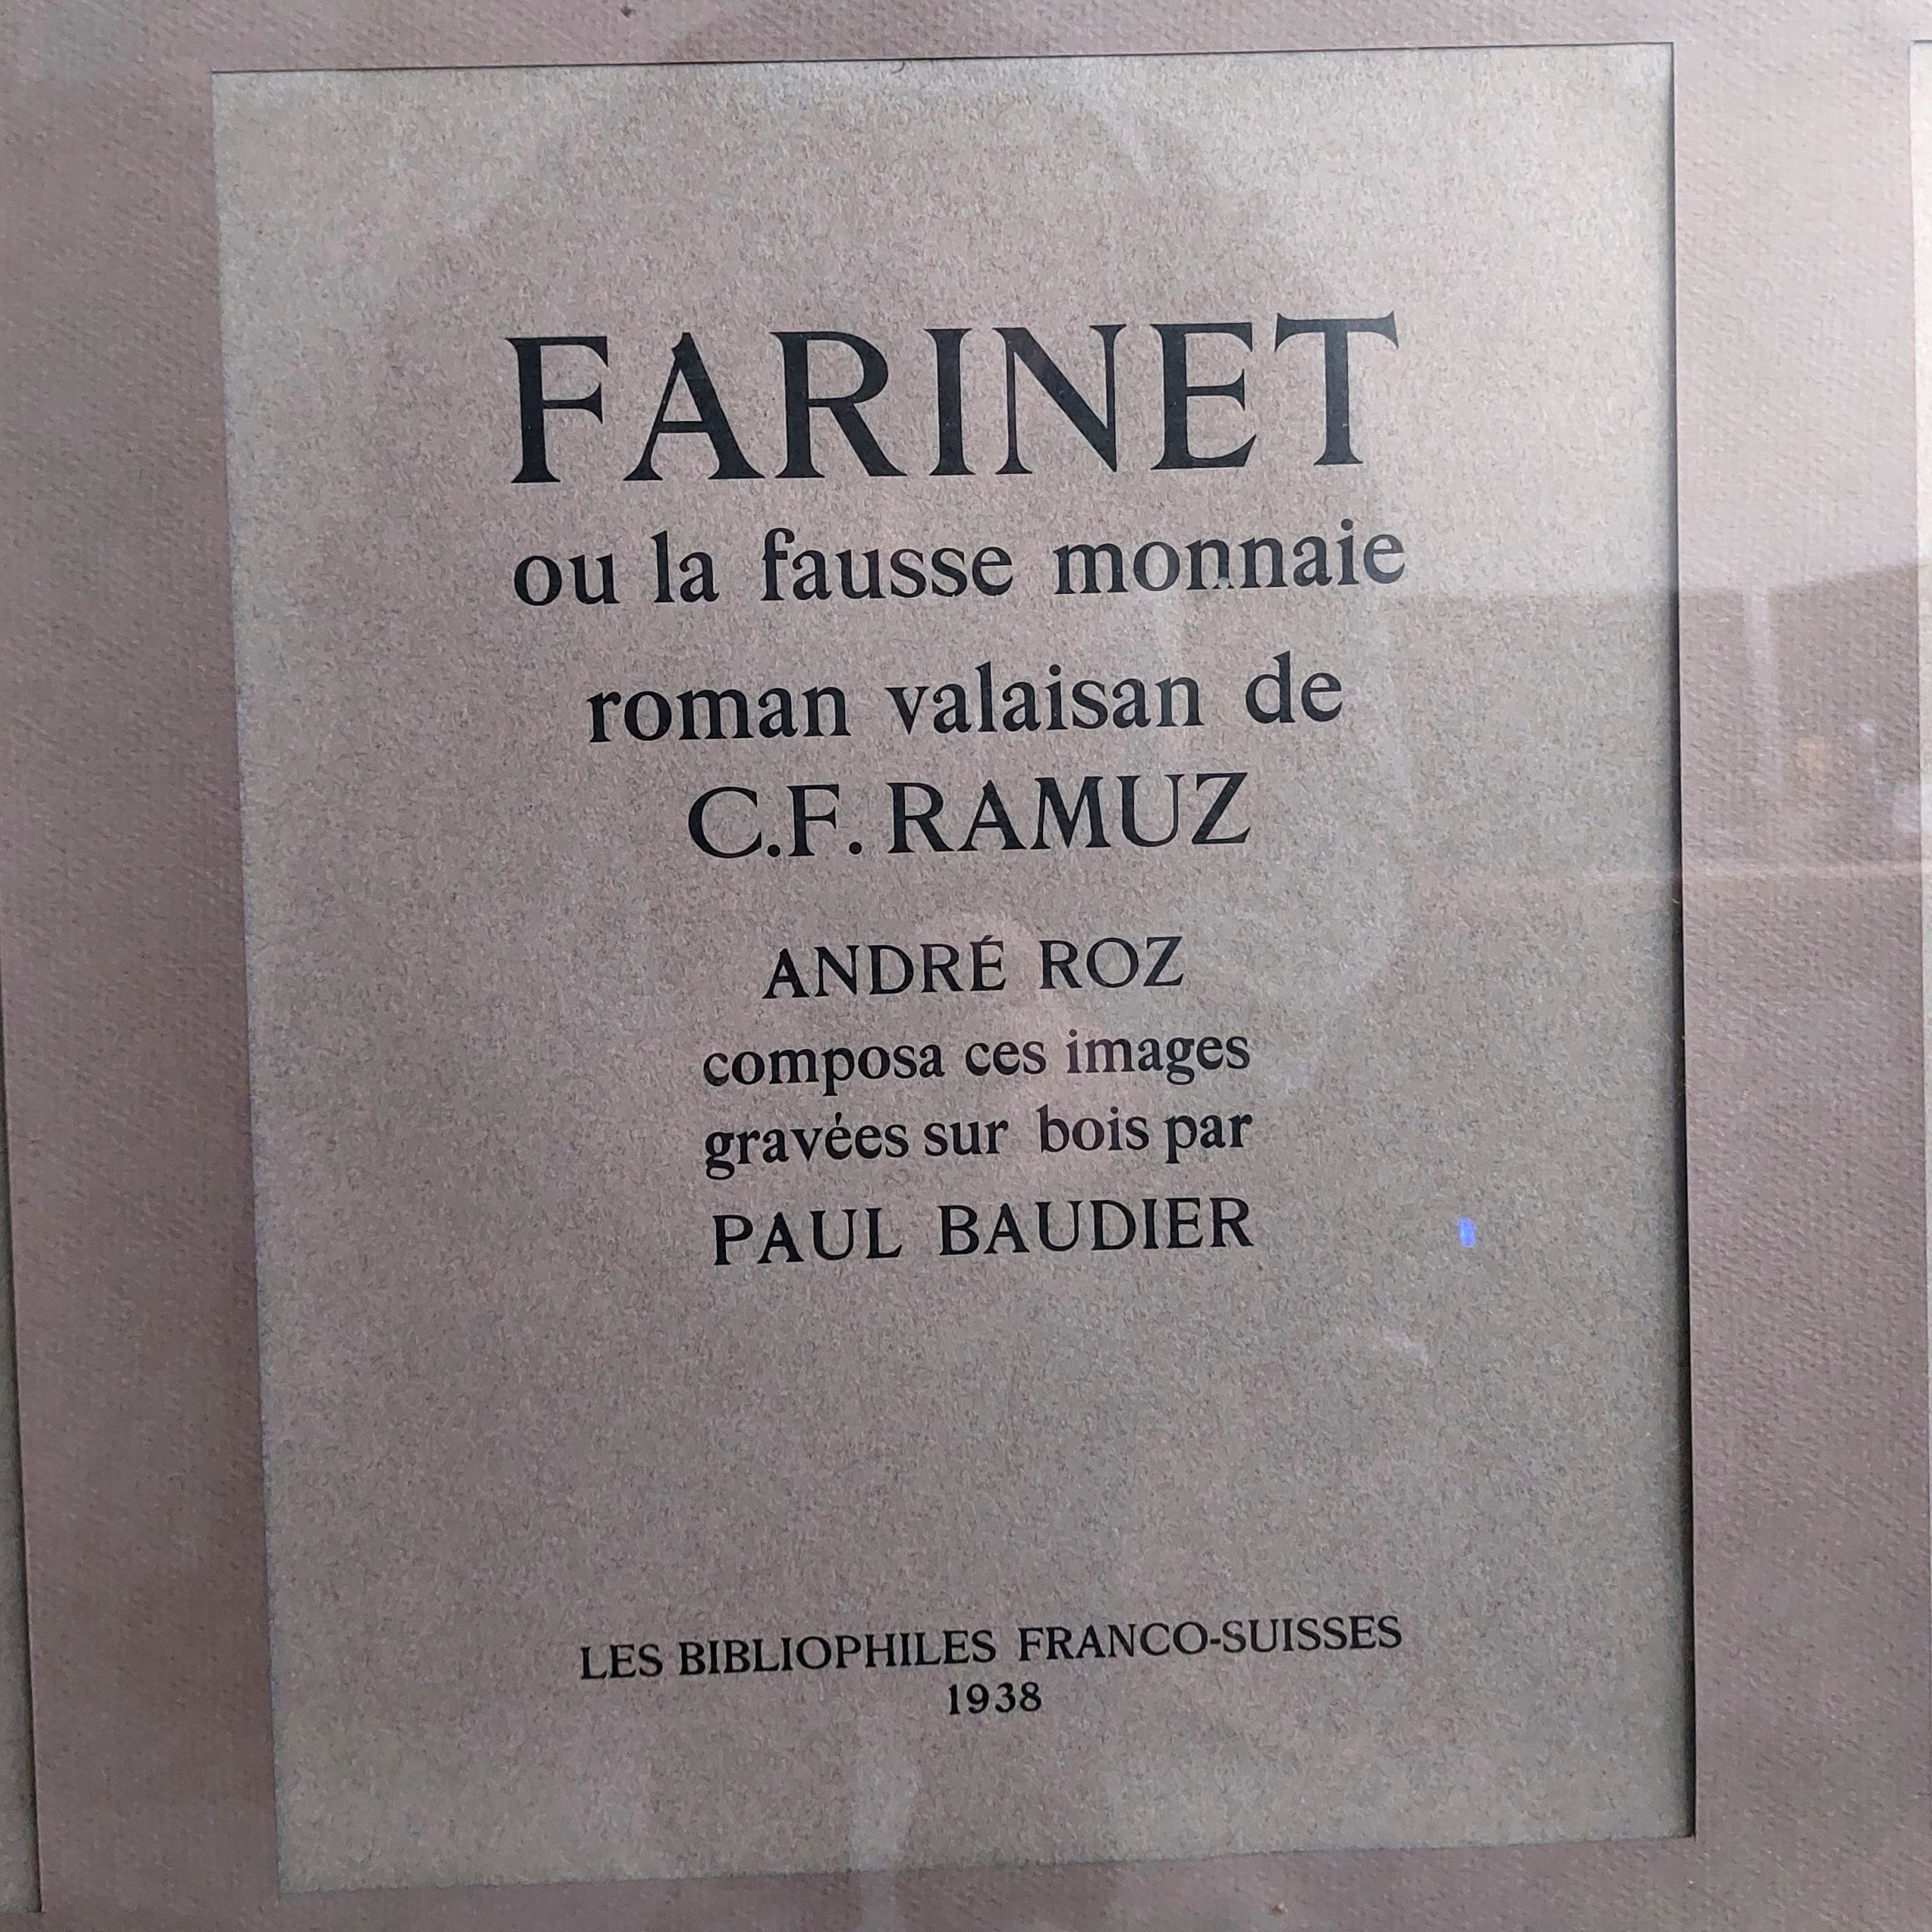 FARINET
ou la fausse monnaie
roman valaisan de
C.F. RAMUZ
ANDRÉ ROZ
composa ces images
gravées sur bois par
PAUL BAUDIER
LES BIBLIOPHILES FRANCO-SUISSES
1938